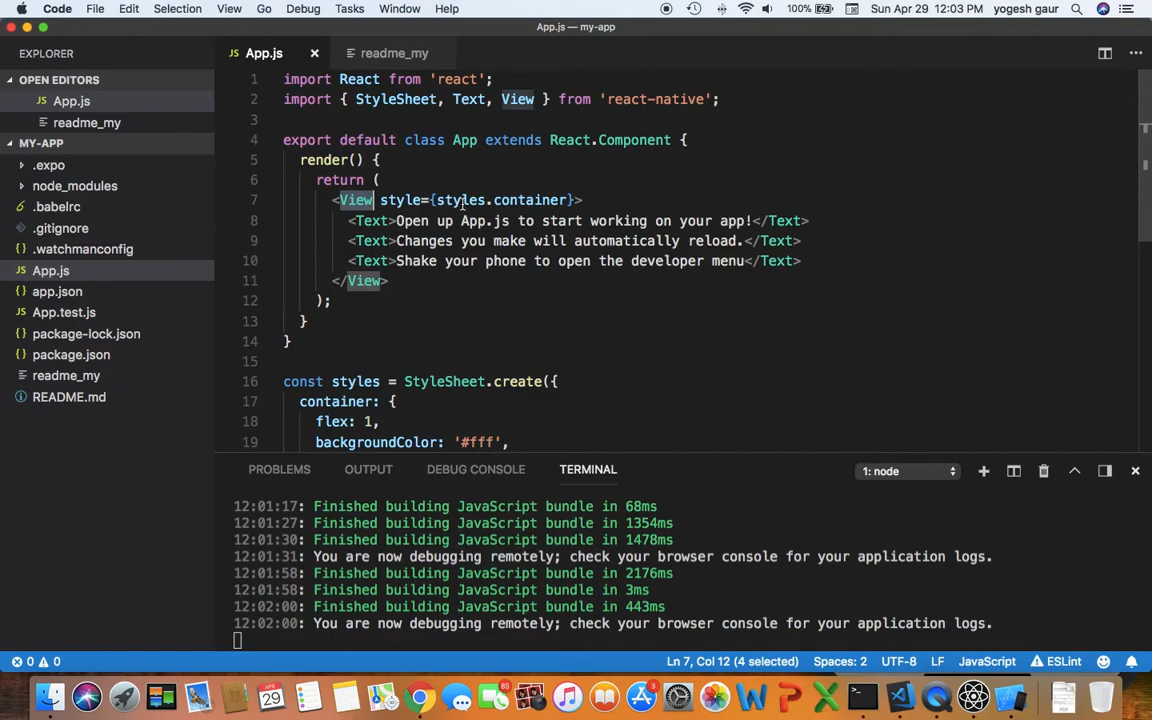 Code File Edit Selection View Go Debug Tasks Window Help 100% Sun Apr 29 12:03 PM yogesh gaur
App.js — my-app
EXPLORER
OPEN EDITORS
App.js
readme_my
MY-APP
.expo
node_modules
.babelrc
.gitignore
.watchmanconfig
App.js
app.json
App.test.js
package-lock.json
package.json
readme_my
README.md
App.js readme_my
1 import React from 'react';
2 import { StyleSheet, Text, View } from 'react-native';
3
4 export default class App extends React.Component {
5 render() {
6 return (
7 <View style={styles.container}>
8 <Text>Open up App.js to start working on your app!</Text>
9 <Text>Changes you make will automatically reload.</Text>
10 <Text>Shake your phone to open the developer menu</Text>
11 </View>
12 );
13 }
14 }
15
16 const styles = StyleSheet.create({
17 container: {
18 flex: 1,
19 backgroundColor: '#fff',
PROBLEMS OUTPUT DEBUG CONSOLE TERMINAL 1: node
12:01:17: Finished building JavaScript bundle in 68ms
12:01:27: Finished building JavaScript bundle in 1354ms
12:01:30: Finished building JavaScript bundle in 1478ms
12:01:31: You are now debugging remotely; check your browser console for your application logs.
12:01:58: Finished building JavaScript bundle in 2176ms
12:01:58: Finished building JavaScript bundle in 3ms
12:02:00: Finished building JavaScript bundle in 443ms
12:02:00: You are now debugging remotely; check your browser console for your application logs.
0 0 Ln 7, Col 12 (4 selected) Spaces: 2 UTF-8 LF JavaScript ESLint